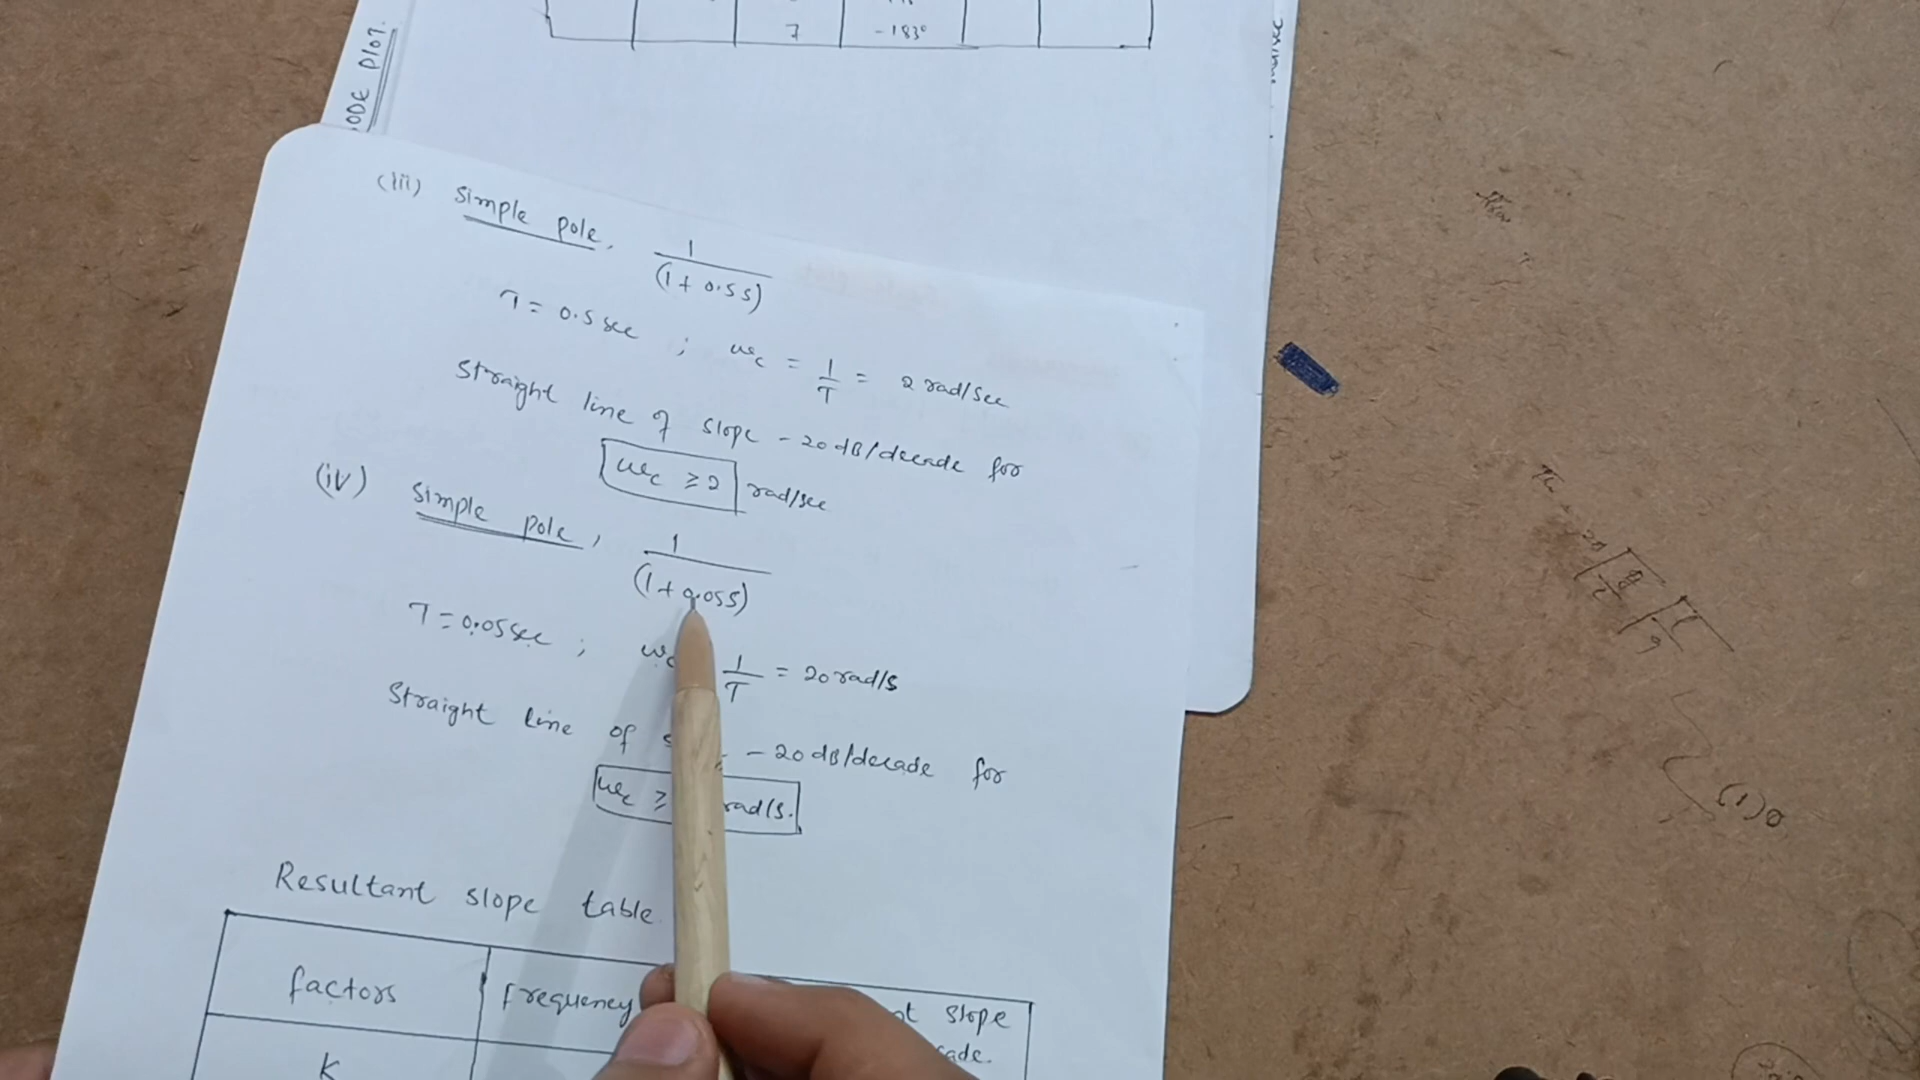 7 -183°
BODE PLOT.
(iii) Simple pole, 1/(1+0.5s)
T = 0.5 sec ; ωc = 1/T = 2 rad/sec
Straight line of slope -20 dB/decade for
ωc ≥ 2 rad/sec
(iv) Simple pole, 1/(1+0.05s)
T = 0.05 sec ; ωc 1/T = 20 rad/s
Straight line of -20 dB/decade for
ωc ≥ rad/s.
Resultant slope table.
factors frequency slope
K